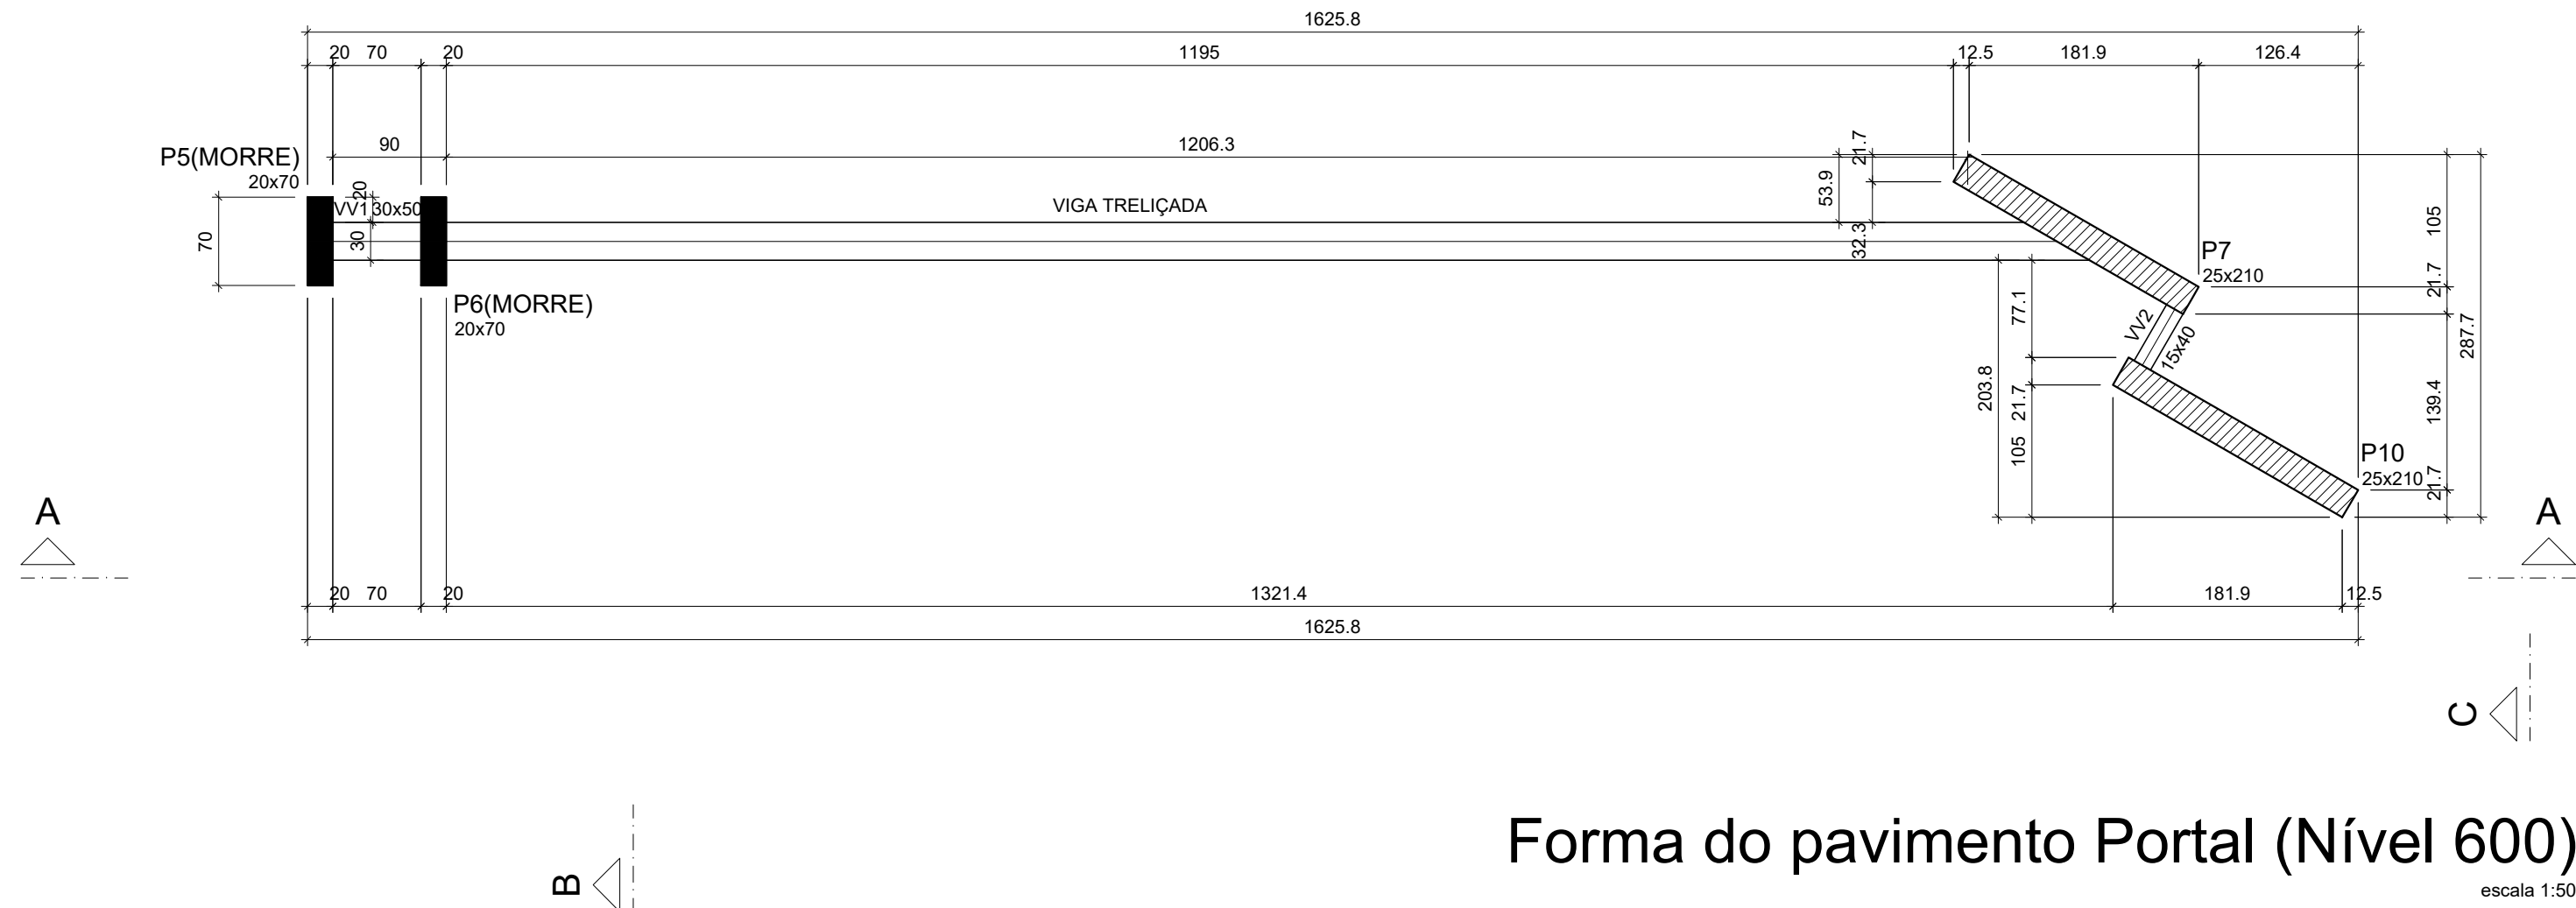 1625.8
20 70 20 1195 12.5 181.9 126.4
90 1206.3
P5(MORRE)
20x70
21.7
53.9
32.3
20
VV1 30x50
VIGA TRELIÇADA
70
30
P6(MORRE)
20x70
P7
25x210
105
21.7
287.7
139.4
21.7
77.1
203.8
21.7
105
VV2
15x40
P10
25x210
A
A
20 70 20 1321.4 181.9 12.5
1625.8
C
B
Forma do pavimento Portal (Nível 600)
escala 1:50